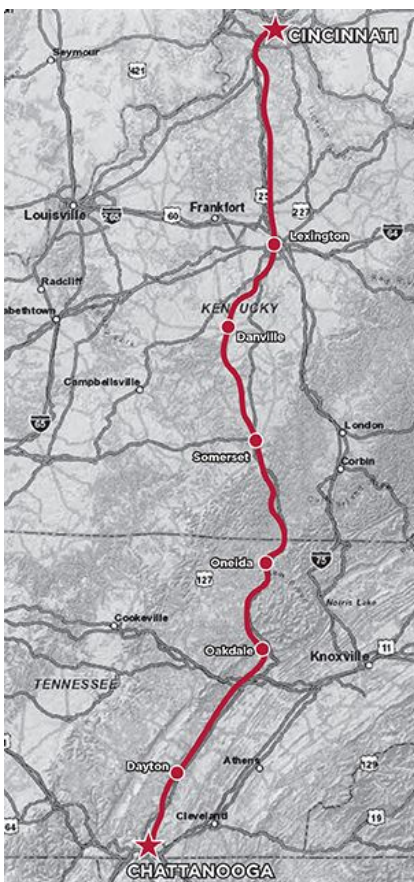 CINCINNATI
Seymour
421
Frankfort
Louisville
60
227
64
Lexington
Radcliff
KENTUCKY
abethtown
Danville
Campbellsville
65
London
Somerset
Corbin
Oneida
75
127
Norris Lake
Cookeville
Oakdale
Knoxville
11
TENNESSEE
Dayton
Athens
129
64
Cleveland
19
CHATTANOOGA